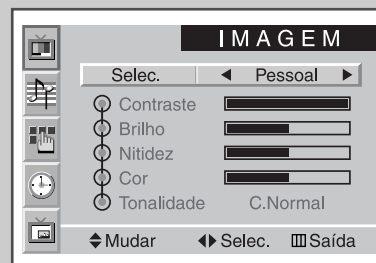 IMAGEM
Selec. Pessoal
Contraste
Brilho
Nitidez
Cor
Tonalidade C.Normal
Mudar Selec. Saída